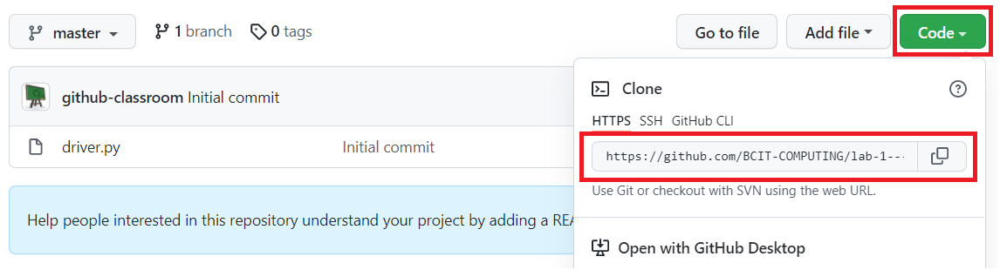 master 1 branch 0 tags Go to file Add file Code
Clone
github-classroom Initial commit
HTTPS SSH GitHub CLI
driver.py Initial commit
https://github.com/BCIT-COMPUTING/lab-1--
Use Git or checkout with SVN using the web URL.
Help people interested in this repository understand your project by adding a REA
Open with GitHub Desktop